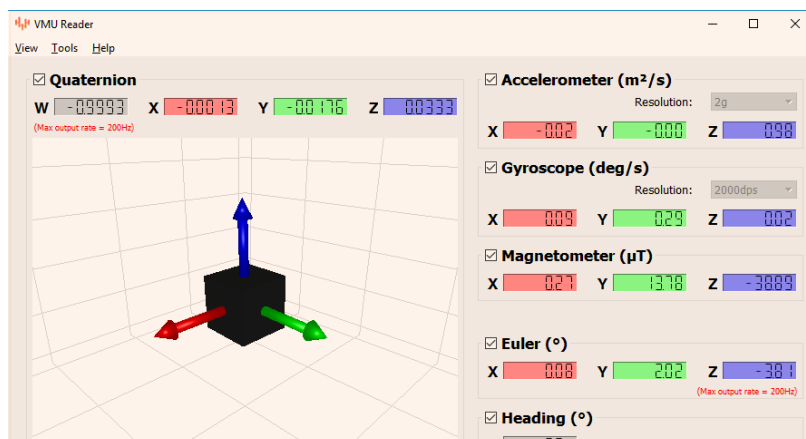 VMU Reader
View Tools Help
Quaternion
W -0.9993 X -0.0013 Y -0.0176 Z 0.0333
(Max output rate = 200Hz)
Accelerometer (m²/s)
Resolution: 2g
X -0.02 Y -0.00 Z 0.98
Gyroscope (deg/s)
Resolution: 2000dps
X 0.09 Y 0.29 Z 0.02
Magnetometer (µT)
X 0.27 Y 13.78 Z -38.89
Euler (°)
X 0.08 Y 2.02 Z -3.81
(Max output rate = 200Hz)
Heading (°)